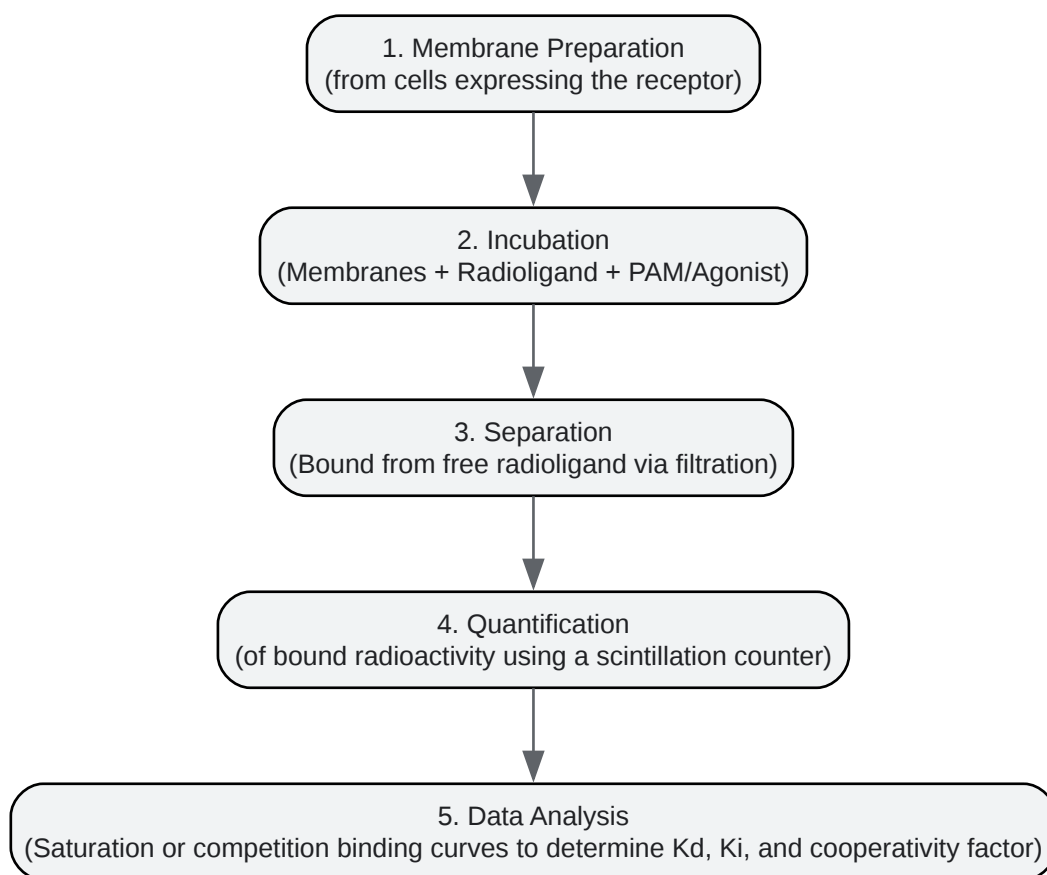 1. Membrane Preparation
(from cells expressing the receptor)
2. Incubation
(Membranes + Radioligand + PAM/Agonist)
3. Separation
(Bound from free radioligand via filtration)
4. Quantification
(of bound radioactivity using a scintillation counter)
5. Data Analysis
(Saturation or competition binding curves to determine Kd, Ki, and cooperativity factor)